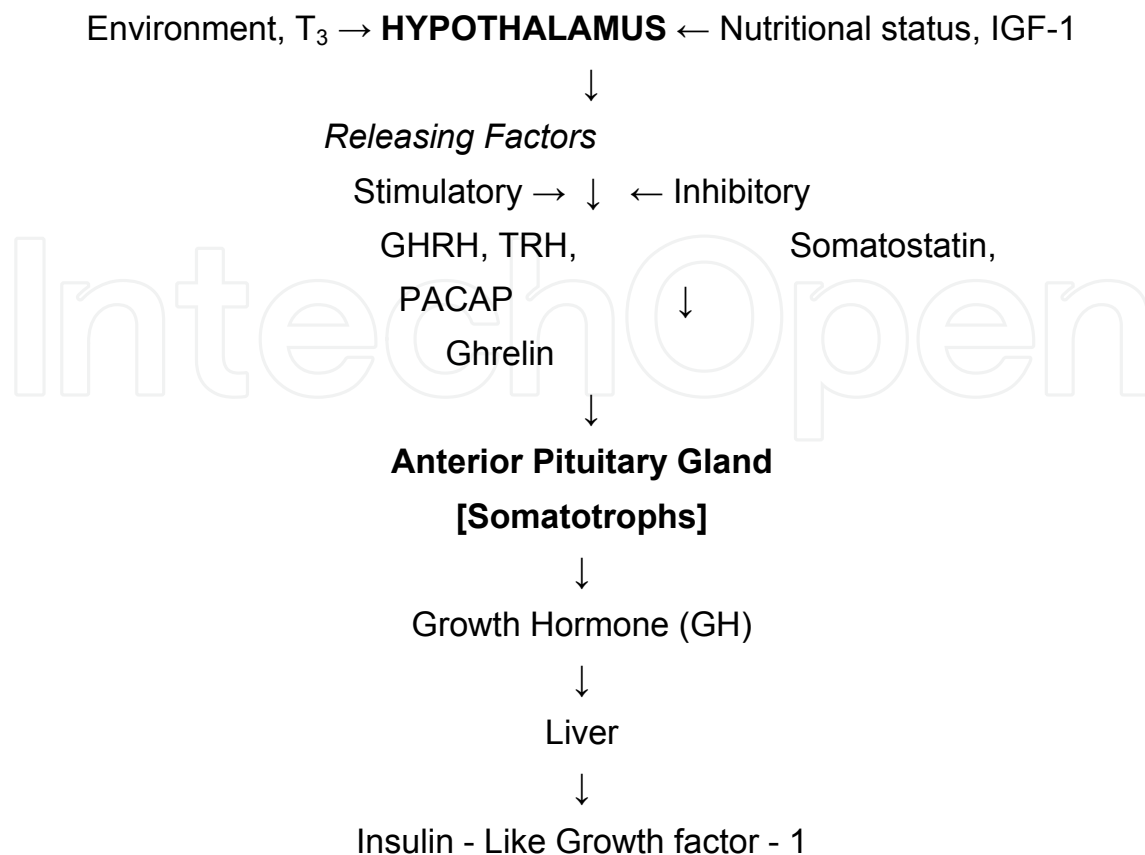 Environment, T₃ → HYPOTHALAMUS ← Nutritional status, IGF-1
↓
Releasing Factors
Stimulatory → ↓ ← Inhibitory
GHRH, TRH, Somatostatin,
PACAP ↓
Ghrelin
↓
Anterior Pituitary Gland
[Somatotrophs]
↓
Growth Hormone (GH)
↓
Liver
↓
Insulin - Like Growth factor - 1
IntechOpen